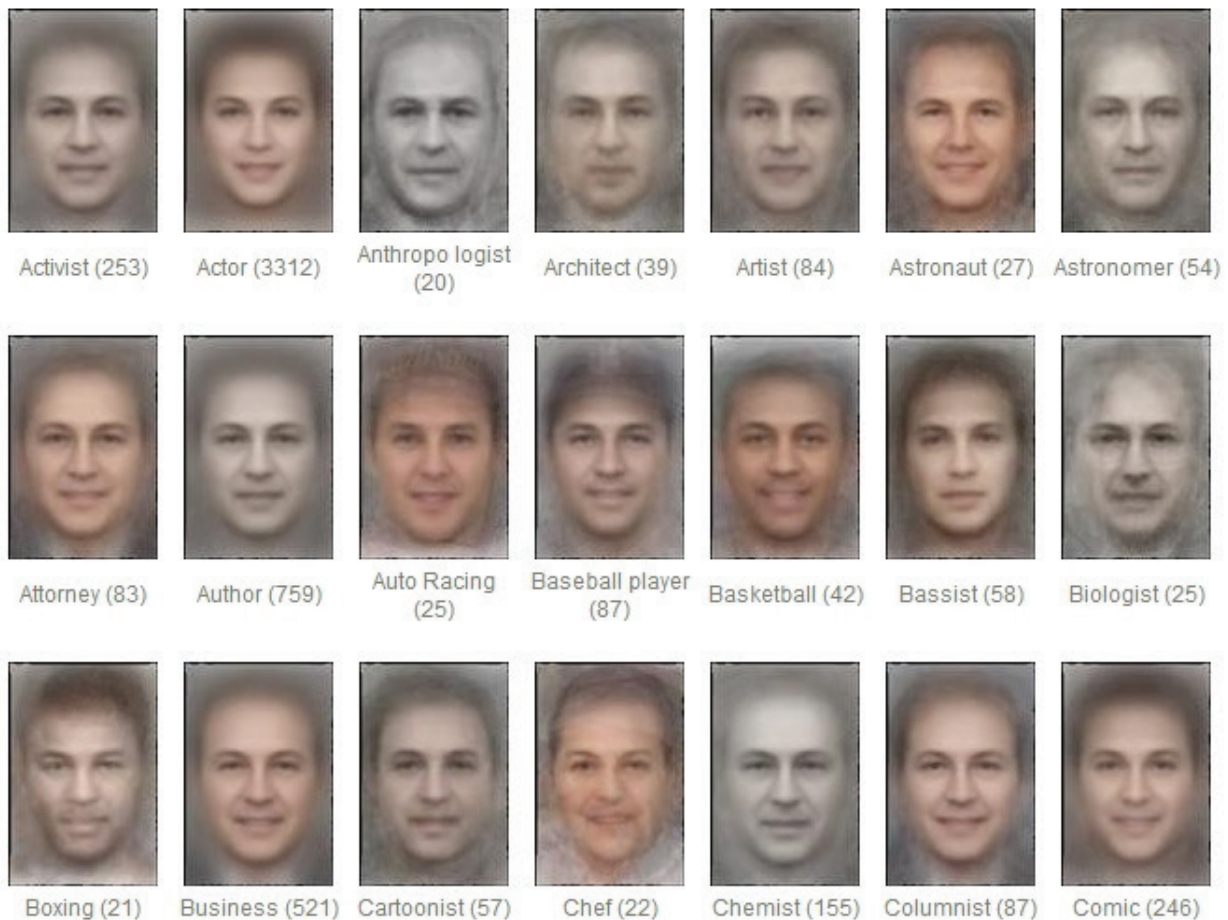 Activist (253)
Actor (3312)
Anthropo logist
(20)
Architect (39)
Artist (84)
Astronaut (27)
Astronomer (54)
Attorney (83)
Author (759)
Auto Racing
(25)
Baseball player
(87)
Basketball (42)
Bassist (58)
Biologist (25)
Boxing (21)
Business (521)
Cartoonist (57)
Chef (22)
Chemist (155)
Columnist (87)
Comic (246)